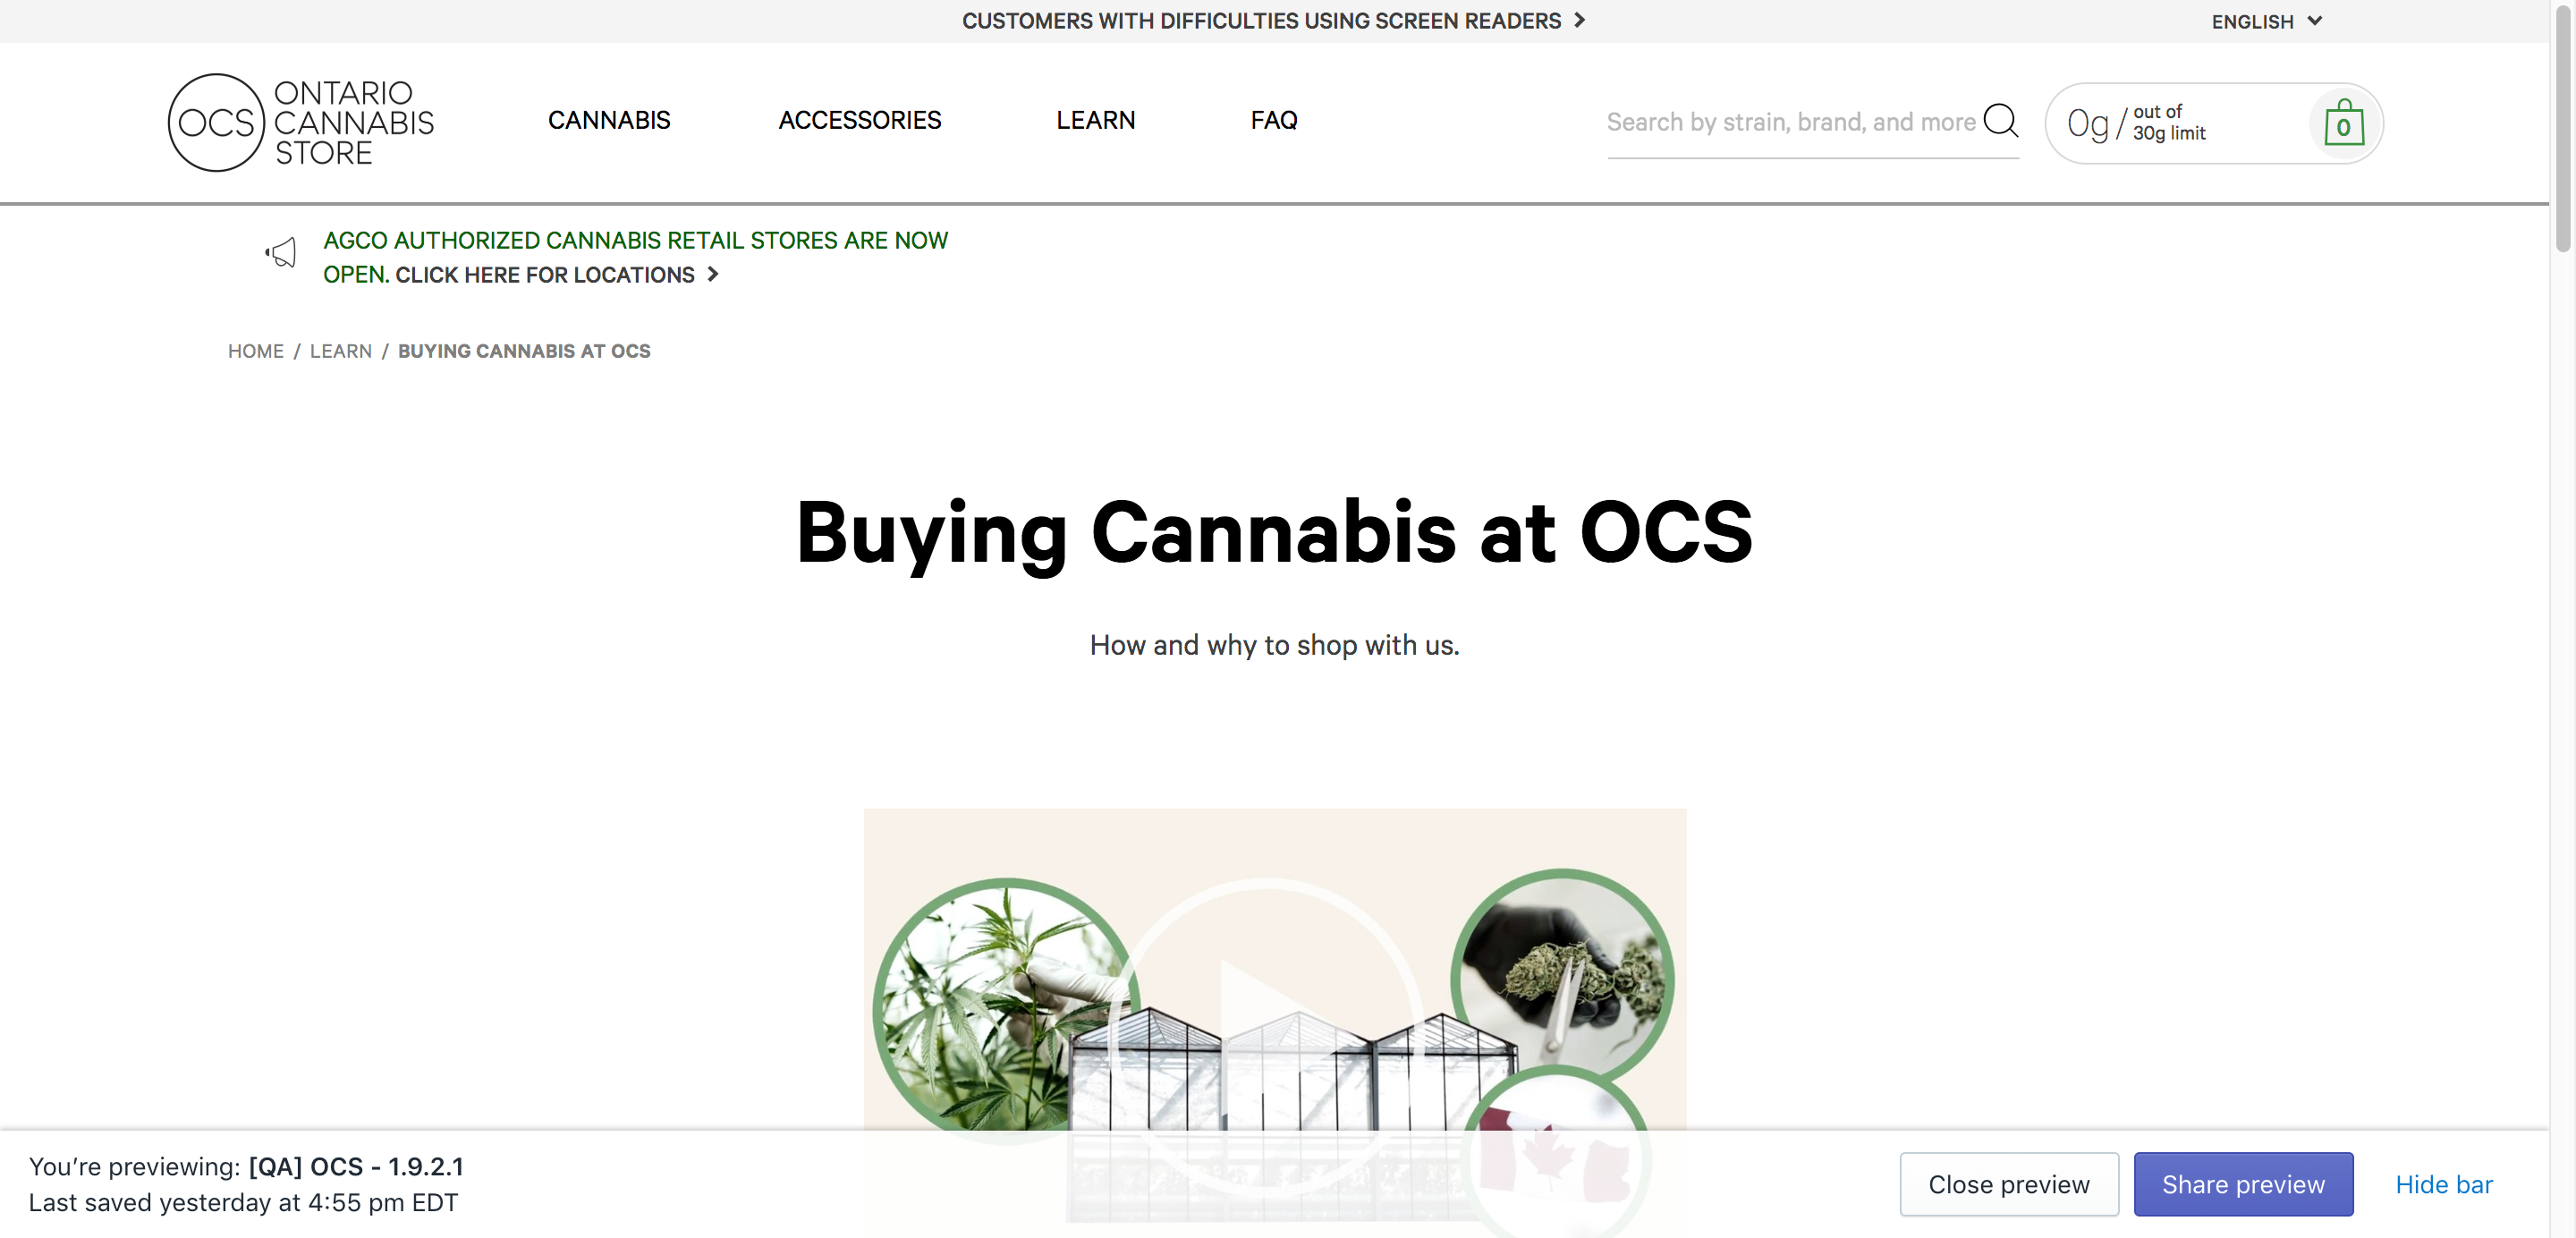 CUSTOMERS WITH DIFFICULTIES USING SCREEN READERS
ENGLISH
OCS
ONTARIO
CANNABIS
STORE
CANNABIS
ACCESSORIES
LEARN
FAQ
Search by strain, brand, and more
0g / out of
30g limit
0
AGCO AUTHORIZED CANNABIS RETAIL STORES ARE NOW
OPEN. CLICK HERE FOR LOCATIONS
HOME / LEARN / BUYING CANNABIS AT OCS
Buying Cannabis at OCS
How and why to shop with us.
You’re previewing: [QA] OCS - 1.9.2.1
Last saved yesterday at 4:55 pm EDT
Close preview
Share preview
Hide bar